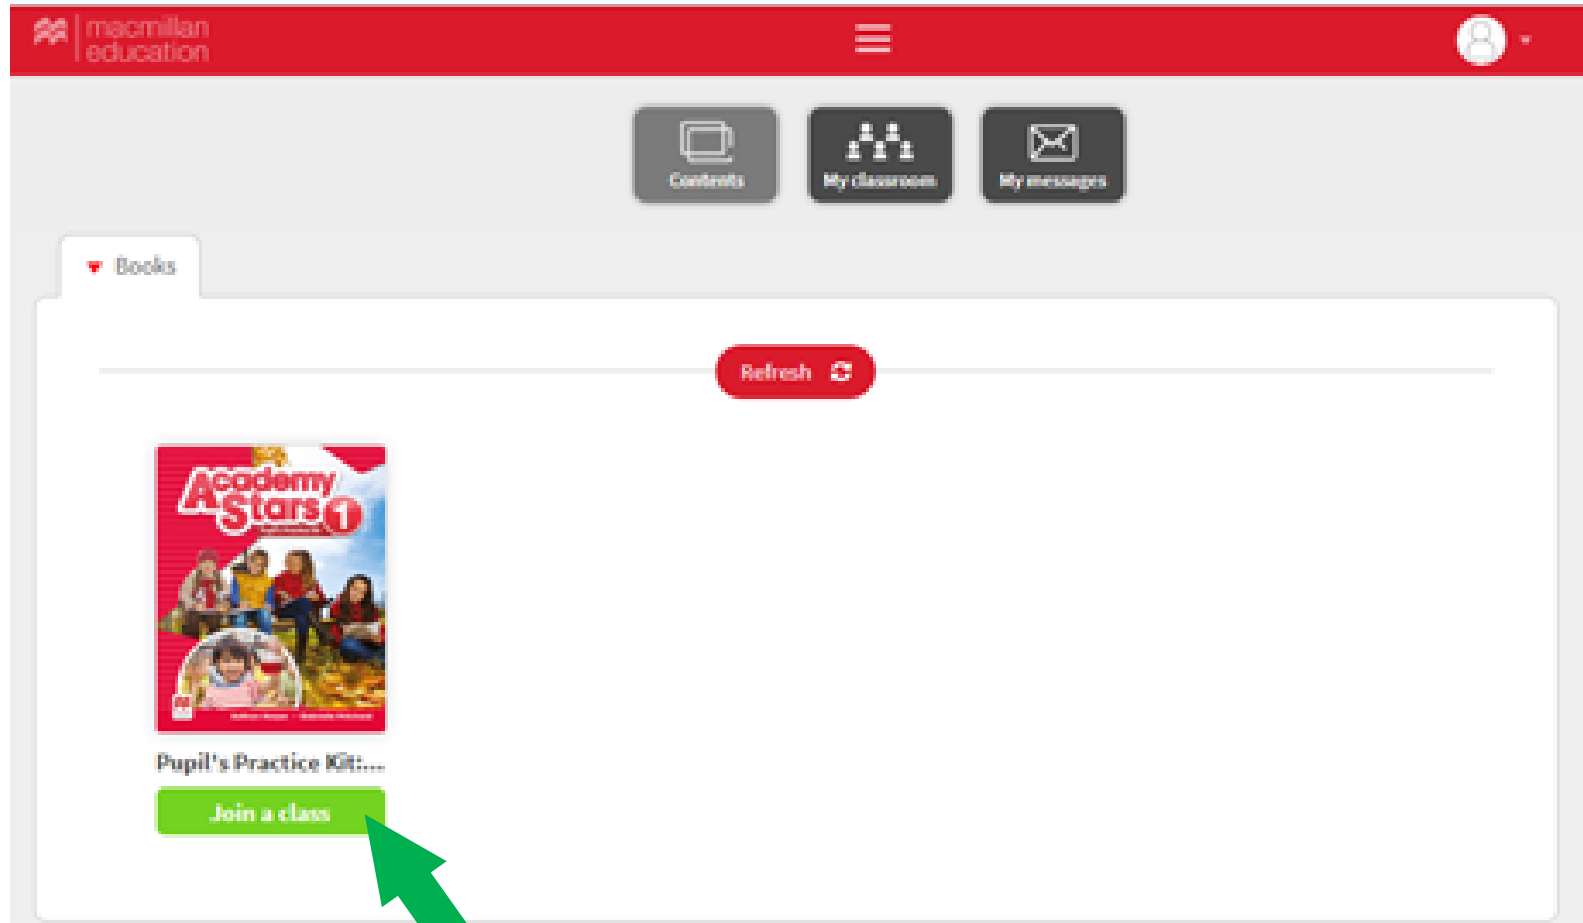 macmillan
education
Contents
My classroom
My messages
Books
Refresh
Academy
Stars 1
Pupil's Practice Kit:...
Join a class